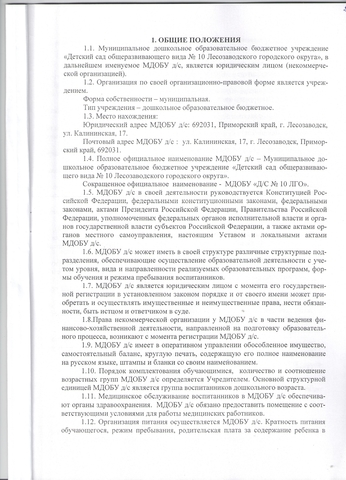 1. ОБЩИЕ ПОЛОЖЕНИЯ
1.1. Муниципальное дошкольное образовательное бюджетное учреждение
«Детский сад общеразвивающего вида № 10 Лесозаводского городского округа», в
дальнейшем именуемое МДОБУ д/с, является юридическим лицом (некоммерче-
ской организацией).
1.2. Организация по своей организационно-правовой форме является учреж-
дением.
Форма собственности – муниципальная.
Тип учреждения – дошкольное образовательное бюджетное.
1.3. Место нахождения:
Юридический адрес МДОБУ д/с: 692031, Приморский край, г. Лесозаводск,
ул. Калининская, 17.
Почтовый адрес МДОБУ д/с : ул. Калининская, 17, г. Лесозаводск, Примор-
ский край, 692031.
1.4. Полное официальное наименование МДОБУ д/с – Муниципальное до-
школьное образовательное бюджетное учреждение «Детский сад общеразвиваю-
щего вида № 10 Лесозаводского городского округа».
Сокращенное официальное наименование - МДОБУ «Д/С № 10 ЛГО».
1.5. МДОБУ д/с в своей деятельности руководствуется Конституцией Рос-
сийской Федерации, федеральными конституционными законами, федеральными
законами, актами Президента Российской Федерации, Правительства Российской
Федерации, уполномоченных федеральных органов исполнительной власти и орга-
нов государственной власти субъектов Российской Федерации, а также актами ор-
ганов местного самоуправления, настоящим Уставом и локальными актами
МДОБУ д/с.
1.6. МДОБУ д/с может иметь в своей структуре различные структурные под-
разделения, обеспечивающие осуществление образовательной деятельности с уче-
том уровня, вида и направленности реализуемых образовательных программ, фор-
мы обучения и режима пребывания воспитанников.
1.7. МДОБУ д/с является юридическим лицом с момента его государствен-
ной регистрации в установленном законом порядке и от своего имени может при-
обретать и осуществлять имущественные и неимущественные права, нести обязан-
ности, быть истцом и ответчиком в суде.
1.8.Права некоммерческой организации у МДОБУ д/с в части ведения фи-
нансово-хозяйственной деятельности, направленной на подготовку образователь-
ного процесса, возникают с момента регистрации МДОБУ д/с.
1.9. МДОБУ д/с имеет в оперативном управлении обособленное имущество,
самостоятельный баланс, круглую печать, содержащую его полное наименование
на русском языке, штампы и бланки со своим наименованием.
1.10. Порядок комплектования обучающимися, количество и соотношение
возрастных групп МДОБУ д/с определяется Учредителем. Основной структурной
единицей МДОБУ д/с является группа воспитанников дошкольного возраста.
1.11. Медицинское обслуживание воспитанников в МДОБУ д/с обеспечива-
ют органы здравоохранения. МДОБУ д/с обязано предоставить помещение с соот-
ветствующими условиями для работы медицинских работников.
1.12. Организация питания осуществляется МДОБУ д/с. Кратность питания
обучающегося, режим пребывания, родительская плата за содержание ребенка в